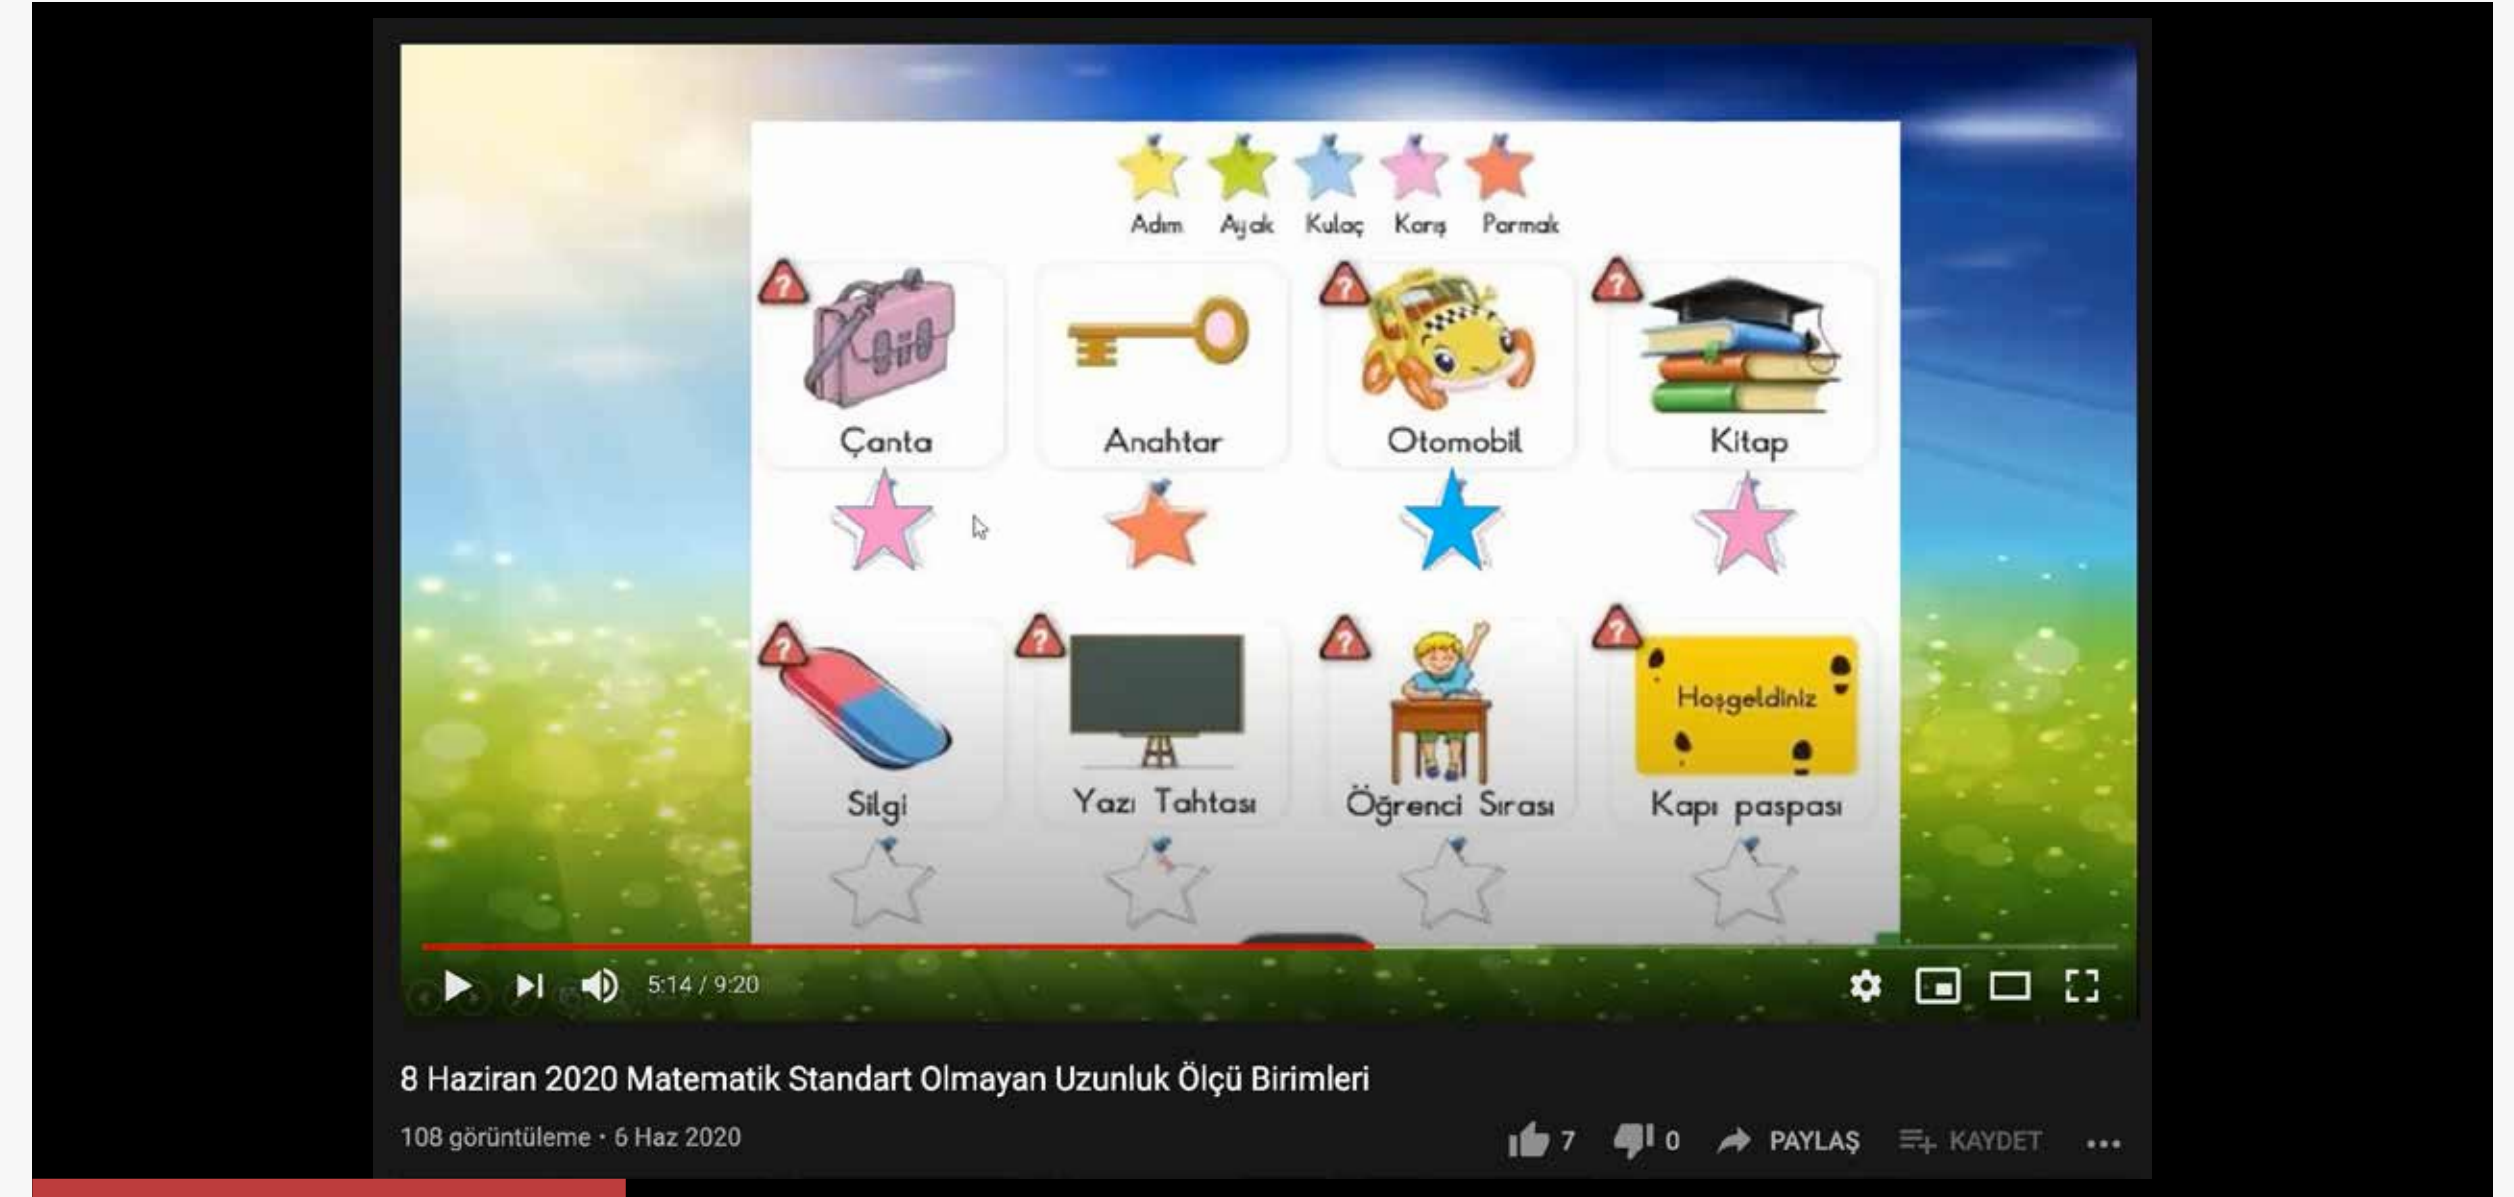 Adım Ayak Kulaç Karış Parmak
Çanta Anahtar Otomobil Kitap
Hoşgeldiniz
Silgi Yazı Tahtası Öğrenci Sırası Kapı paspası
5:14 / 9:20
8 Haziran 2020 Matematik Standart Olmayan Uzunluk Ölçü Birimleri
108 görüntüleme • 6 Haz 2020 7 0 PAYLAŞ KAYDET